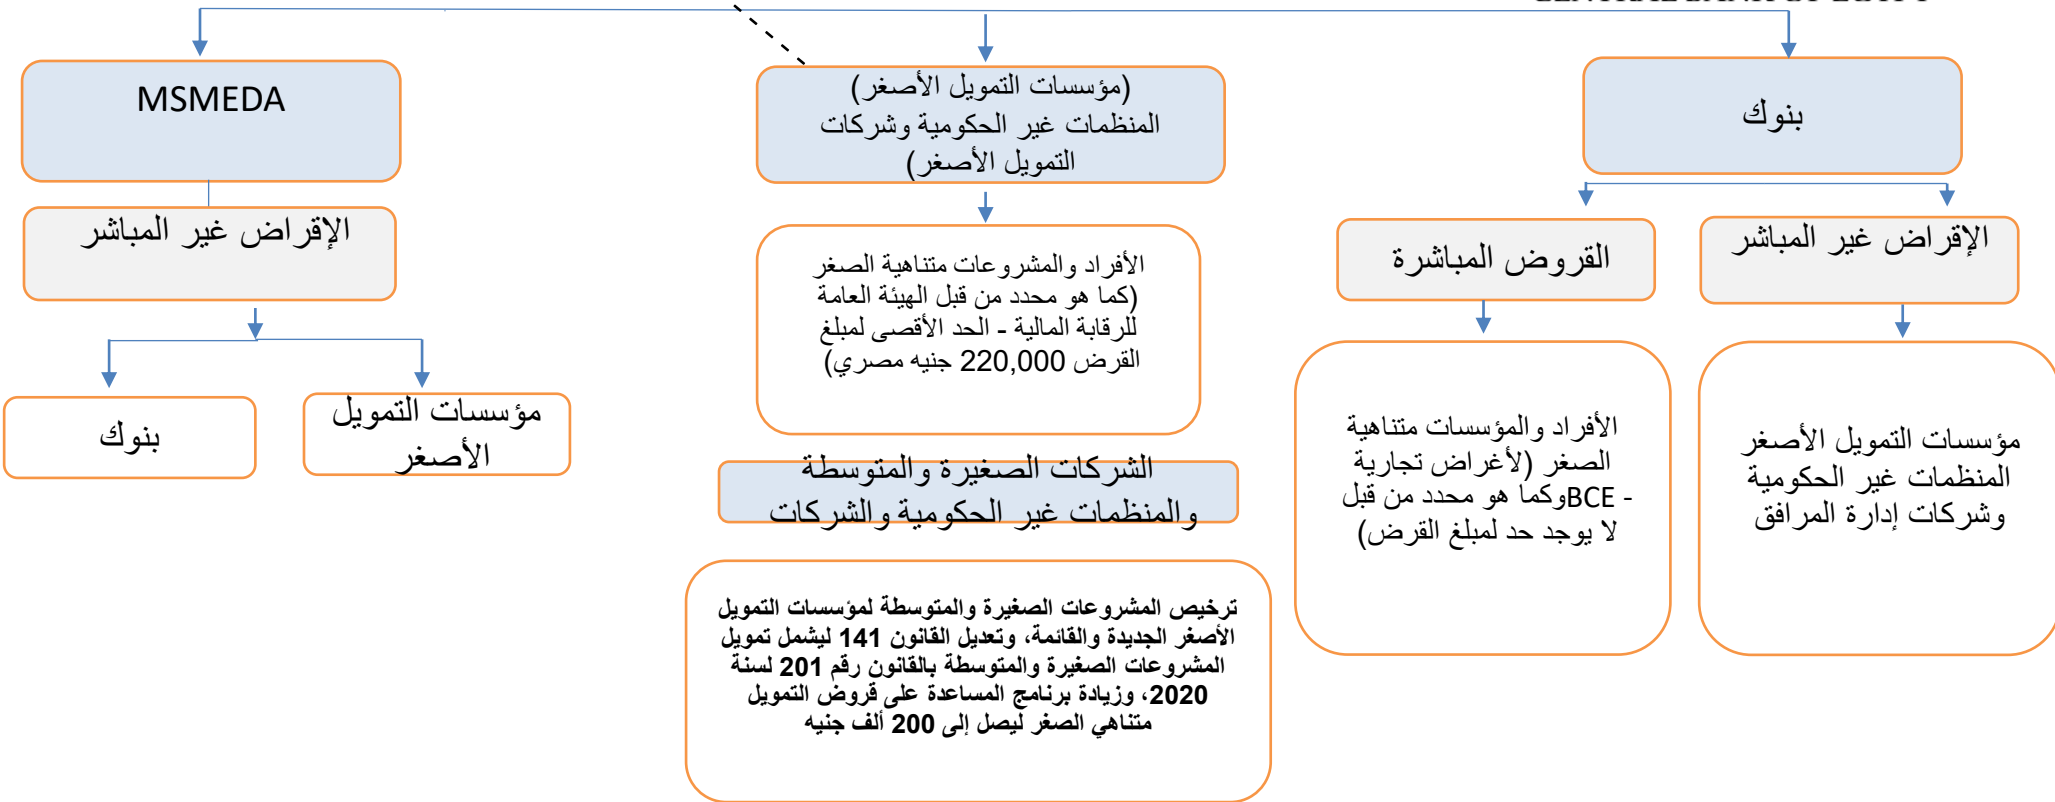 MSMEDA
(مؤسسات التمويل الأصغر)
المنظمات غير الحكومية وشركات
التمويل الأصغر)
بنوك
الإقراض غير المباشر
الأفراد والمشروعات متناهية الصغر
(كما هو محدد من قبل الهيئة العامة
للرقابة المالية - الحد الأقصى لمبلغ
القرض 220,000 جنيه مصري)
القروض المباشرة
الإقراض غير المباشر
بنوك
مؤسسات التمويل
الأصغر
الشركات الصغيرة والمتوسطة
والمنظمات غير الحكومية والشركات
الأفراد والمؤسسات متناهية
الصغر (لأغراض تجارية
وكما هو محدد من قبل BCE -
لا يوجد حد لمبلغ القرض)
مؤسسات التمويل الأصغر
المنظمات غير الحكومية
وشركات إدارة المرافق
ترخيص المشروعات الصغيرة والمتوسطة لمؤسسات التمويل
الأصغر الجديدة والقائمة، وتعديل القانون 141 ليشمل تمويل
المشروعات الصغيرة والمتوسطة بالقانون رقم 201 لسنة
2020، وزيادة برنامج المساعدة على قروض التمويل
متناهي الصغر ليصل إلى 200 ألف جنيه